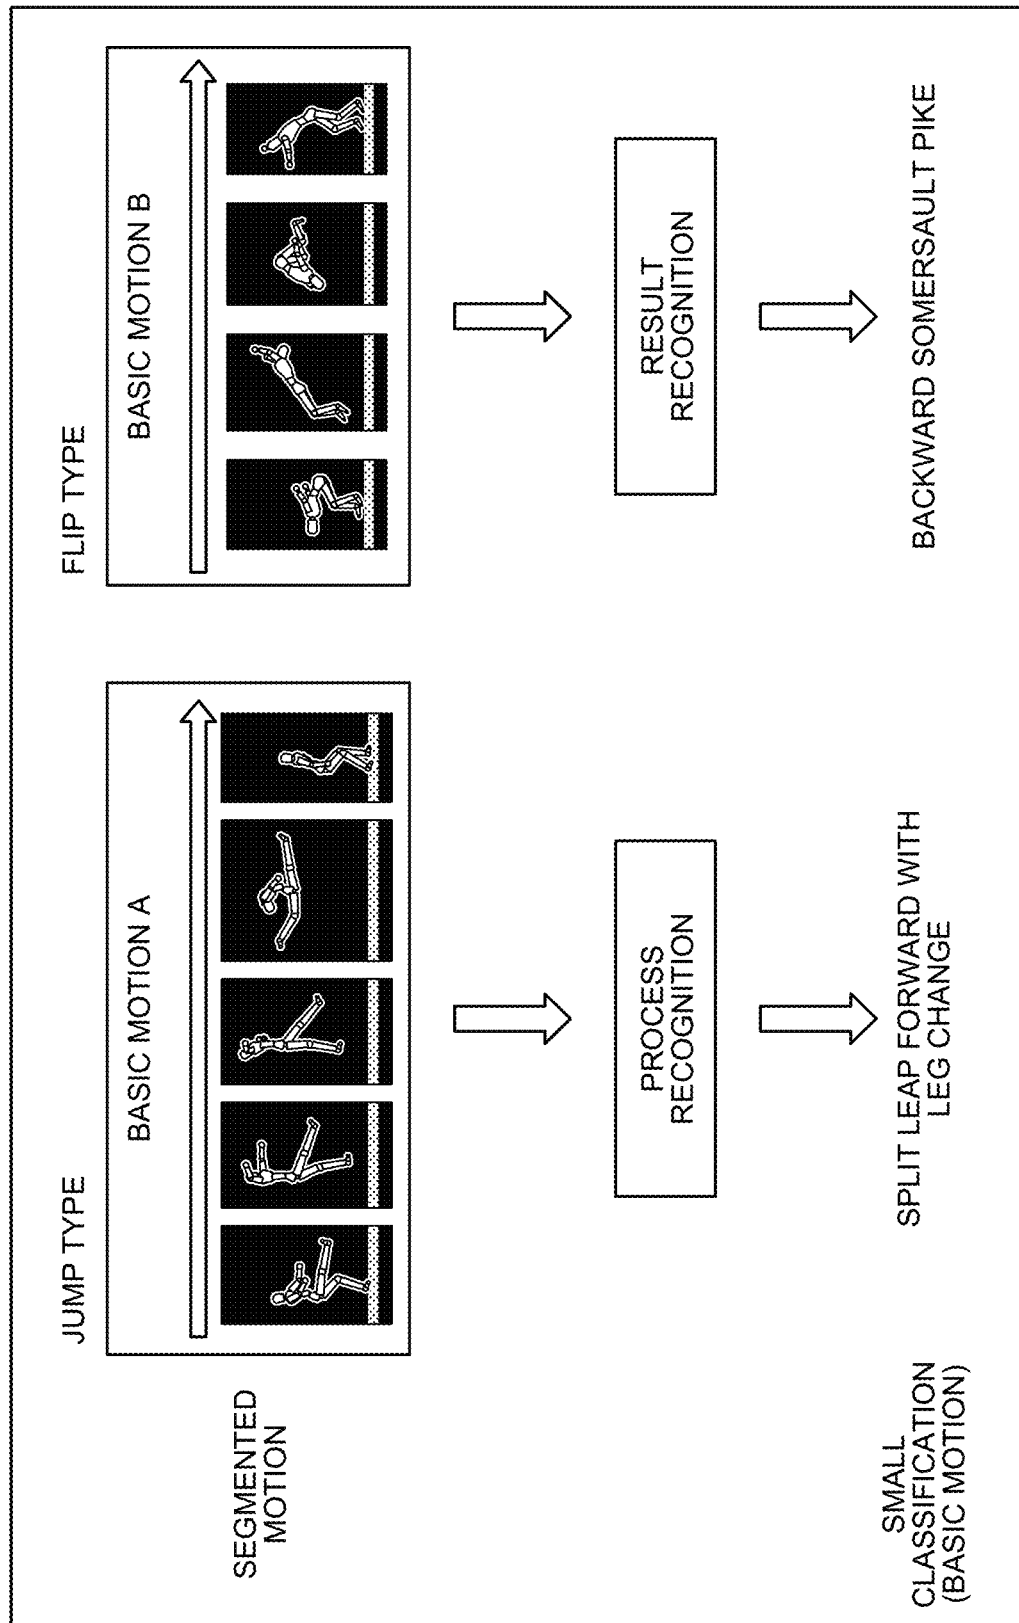 JUMP TYPE
FLIP TYPE
BASIC MOTION A
BASIC MOTION B
SEGMENTED
MOTION
PROCESS
RECOGNITION
RESULT
RECOGNITION
SMALL
CLASSIFICATION
(BASIC MOTION)
SPLIT LEAP FORWARD WITH
LEG CHANGE
BACKWARD SOMERSAULT PIKE